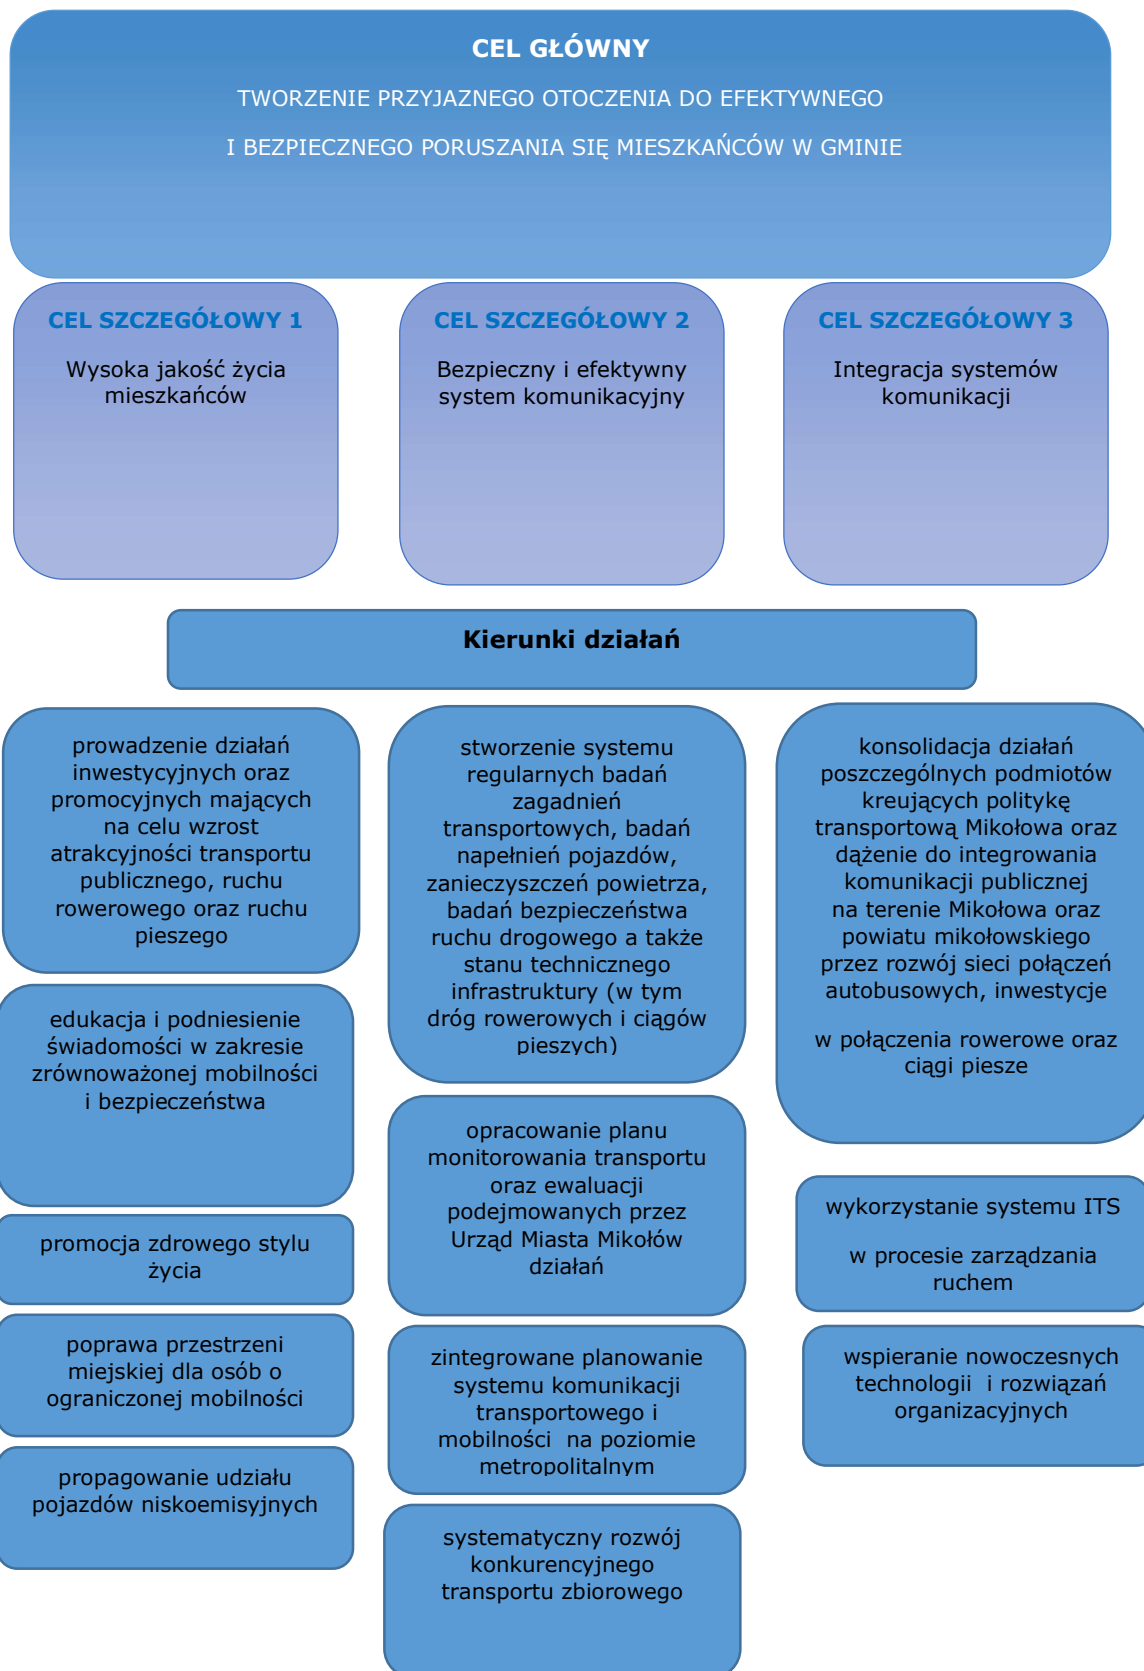 CEL GŁÓWNY
TWORZENIE PRZYJAZNEGO OTOCZENIA DO EFEKTYWNEGO
I BEZPIECZNEGO PORUSZANIA SIĘ MIESZKAŃCÓW W GMINIE
CEL SZCZEGÓŁOWY 1
Wysoka jakość życia
mieszkańców
CEL SZCZEGÓŁOWY 2
Bezpieczny i efektywny
system komunikacyjny
CEL SZCZEGÓŁOWY 3
Integracja systemów
komunikacji
Kierunki działań
prowadzenie działań
inwestycyjnych oraz
promocyjnych mających
na celu wzrost
atrakcyjności transportu
publicznego, ruchu
rowerowego oraz ruchu
pieszego
edukacja i podniesienie
świadomości w zakresie
zrównoważonej mobilności
i bezpieczeństwa
promocja zdrowego stylu
życia
poprawa przestrzeni
miejskiej dla osób o
ograniczonej mobilności
propagowanie udziału
pojazdów niskoemisyjnych
stworzenie systemu
regularnych badań
zagadnień
transportowych, badań
napełnień pojazdów,
zanieczyszczeń powietrza,
badań bezpieczeństwa
ruchu drogowego a także
stanu technicznego
infrastruktury (w tym
dróg rowerowych i ciągów
pieszych)
opracowanie planu
monitorowania transportu
oraz ewaluacji
podejmowanych przez
Urząd Miasta Mikołów
działań
zintegrowane planowanie
systemu komunikacji
transportowego i
mobilności na poziomie
metropolitalnym
systematyczny rozwój
konkurencyjnego
transportu zbiorowego
konsolidacja działań
poszczególnych podmiotów
kreujących politykę
transportową Mikołowa oraz
dążenie do integrowania
komunikacji publicznej
na terenie Mikołowa oraz
powiatu mikołowskiego
przez rozwój sieci połączeń
autobusowych, inwestycje
w połączenia rowerowe oraz
ciągi piesze
wykorzystanie systemu ITS
w procesie zarządzania
ruchem
wspieranie nowoczesnych
technologii i rozwiązań
organizacyjnych